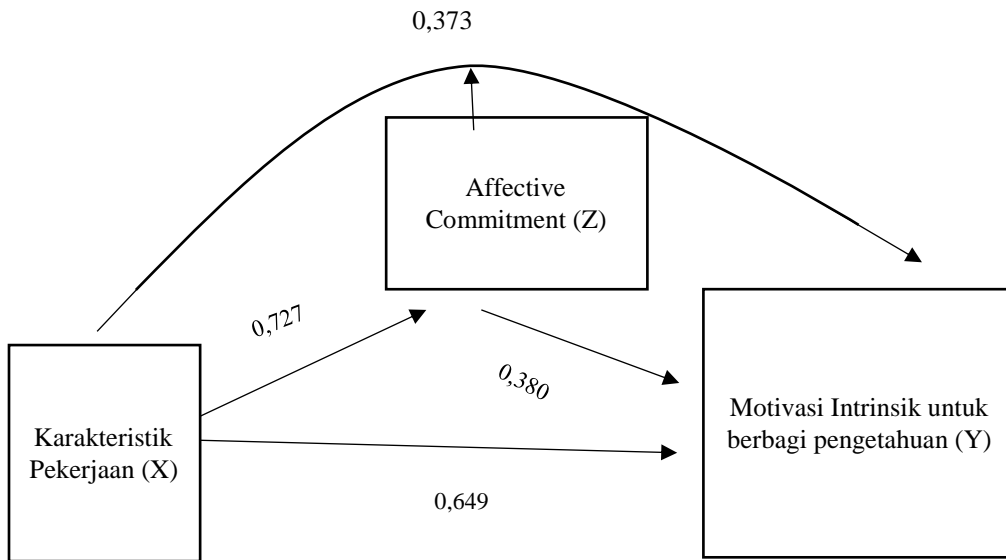 0,373
Affective
Commitment (Z)
0,727
0,380
Karakteristik
Pekerjaan (X)
Motivasi Intrinsik untuk
berbagi pengetahuan (Y)
0,649